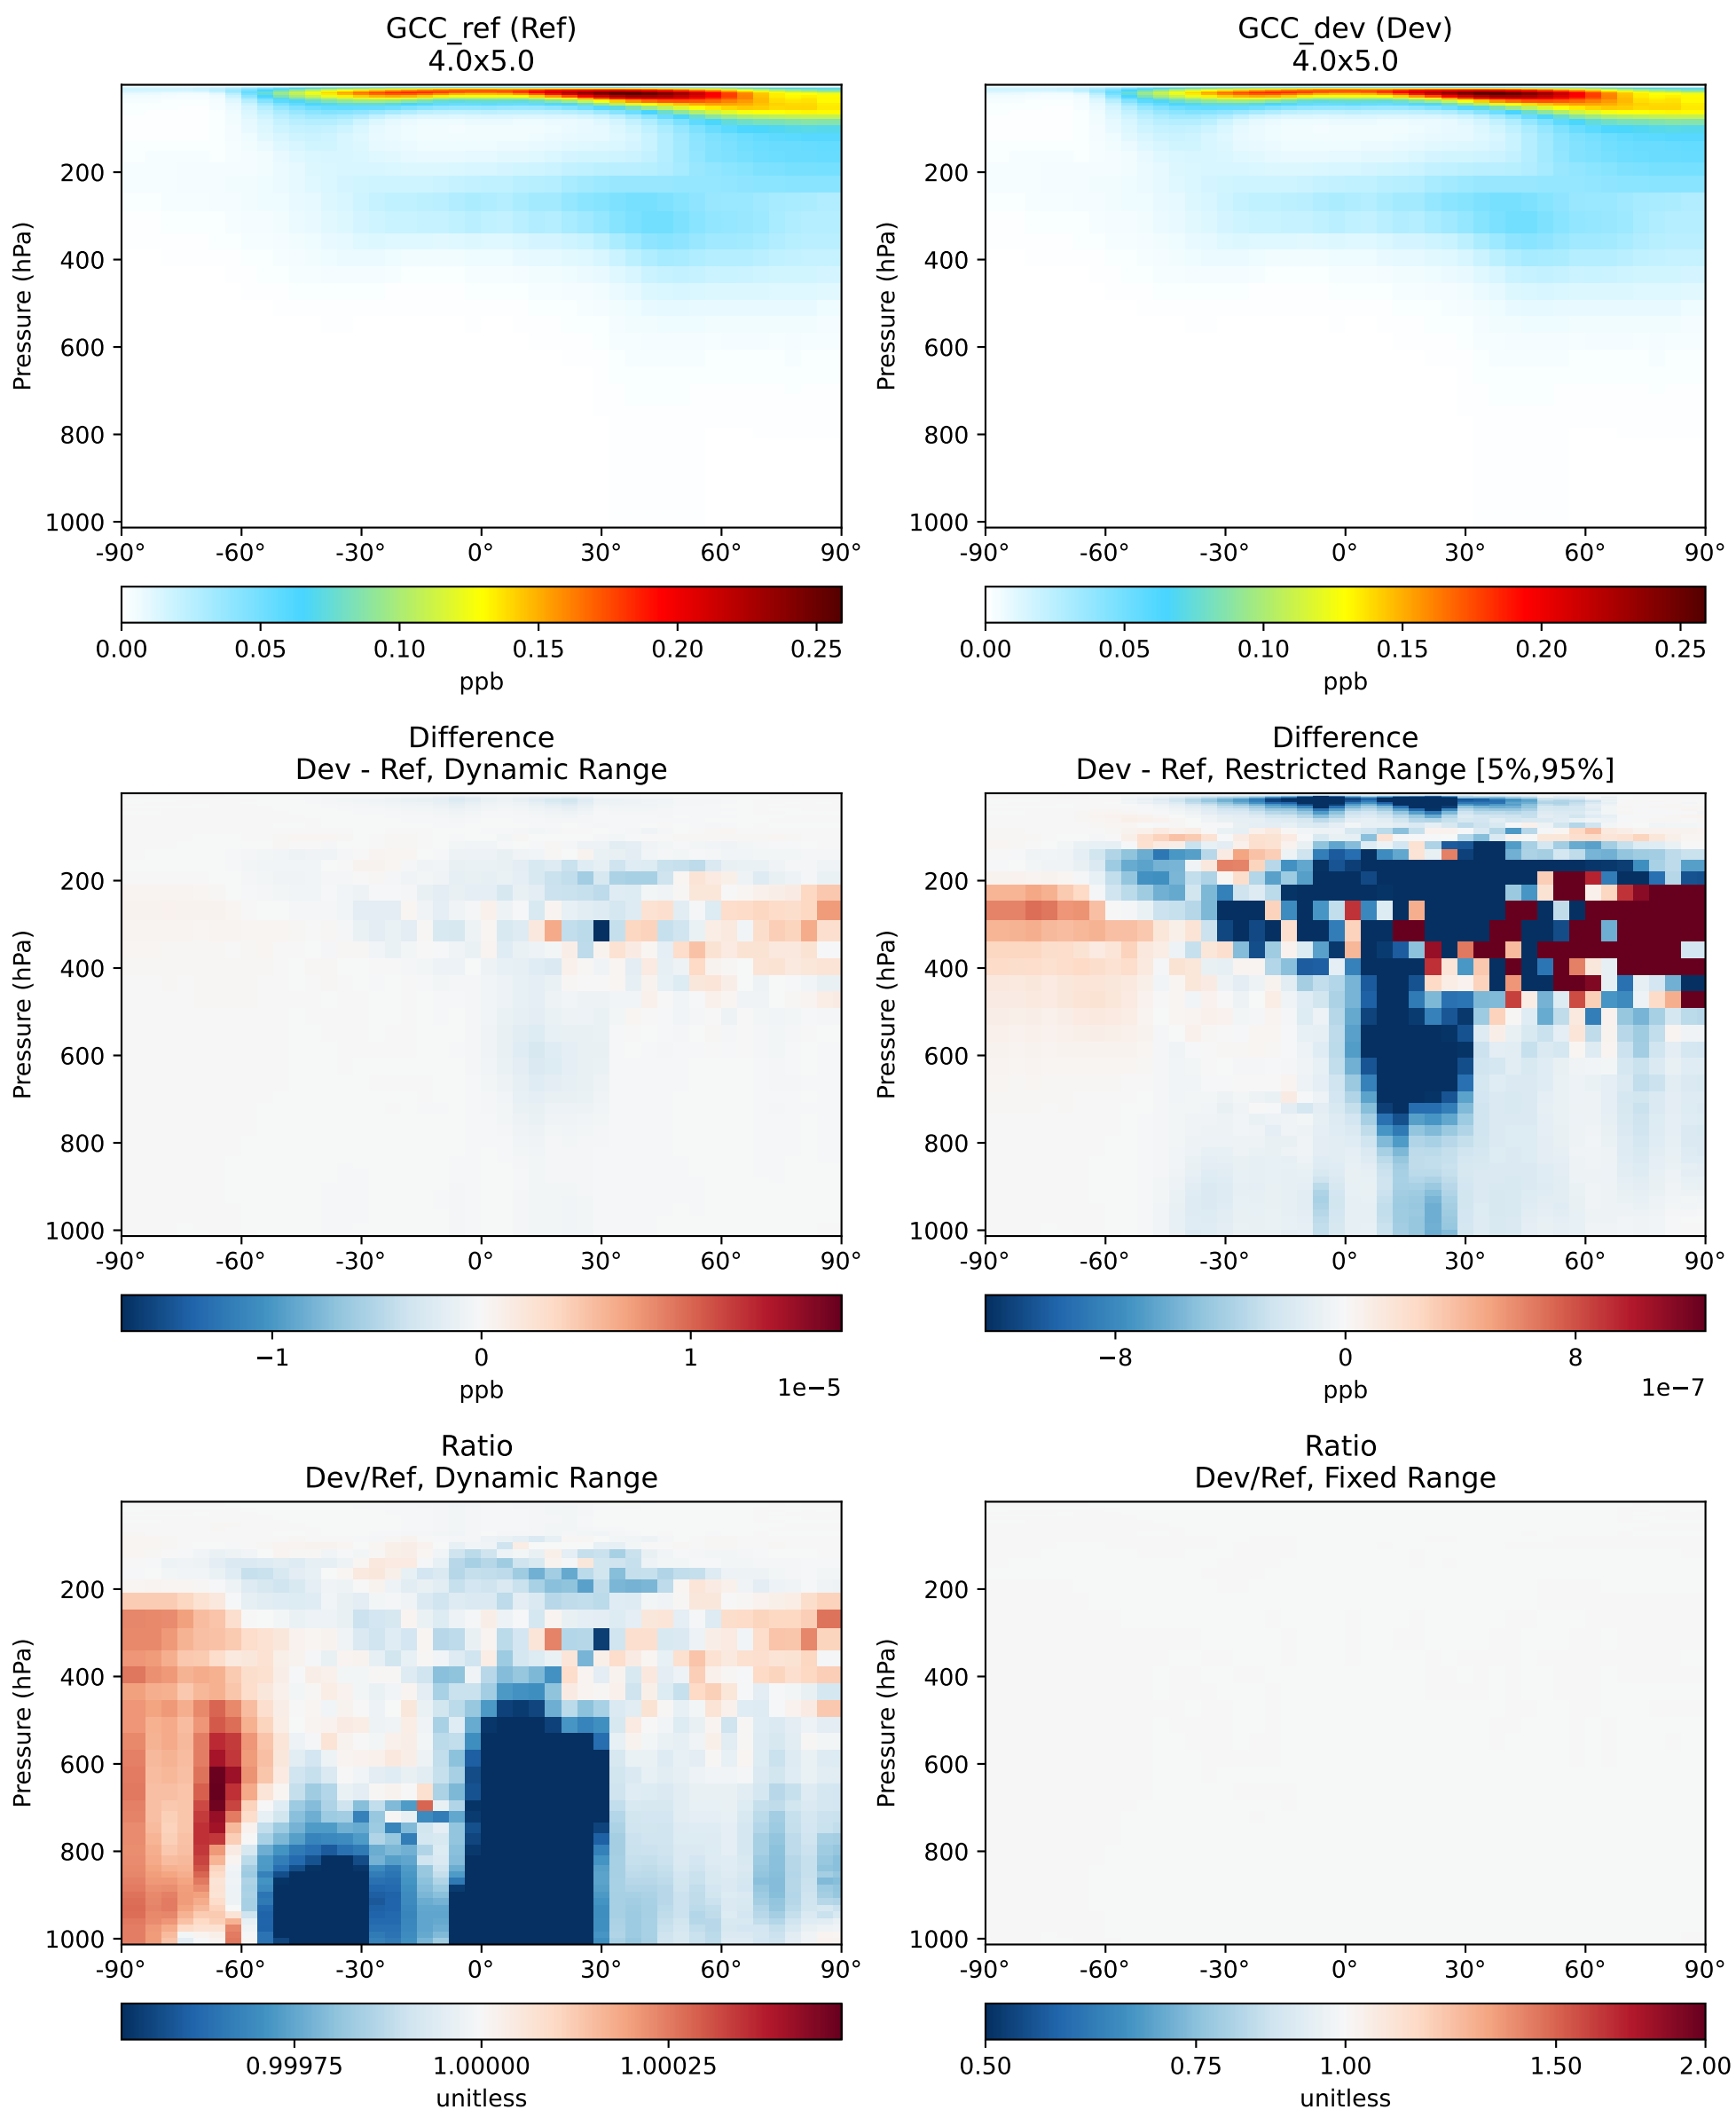 GCC_ref (Ref)
4.0x5.0
Pressure (hPa)
200
400
600
800
1000
-90° -60° -30° 0° 30° 60° 90°
0.00 0.05 0.10 0.15 0.20 0.25
ppb
GCC_dev (Dev)
4.0x5.0
Pressure (hPa)
200
400
600
800
1000
-90° -60° -30° 0° 30° 60° 90°
0.00 0.05 0.10 0.15 0.20 0.25
ppb
Difference
Dev - Ref, Dynamic Range
Pressure (hPa)
200
400
600
800
1000
-90° -60° -30° 0° 30° 60° 90°
−1 0 1
ppb
1e−5
Difference
Dev - Ref, Restricted Range [5%,95%]
Pressure (hPa)
200
400
600
800
1000
-90° -60° -30° 0° 30° 60° 90°
−8 0 8
ppb
1e−7
Ratio
Dev/Ref, Dynamic Range
Pressure (hPa)
200
400
600
800
1000
-90° -60° -30° 0° 30° 60° 90°
0.99975 1.00000 1.00025
unitless
Ratio
Dev/Ref, Fixed Range
Pressure (hPa)
200
400
600
800
1000
-90° -60° -30° 0° 30° 60° 90°
0.50 0.75 1.00 1.50 2.00
unitless